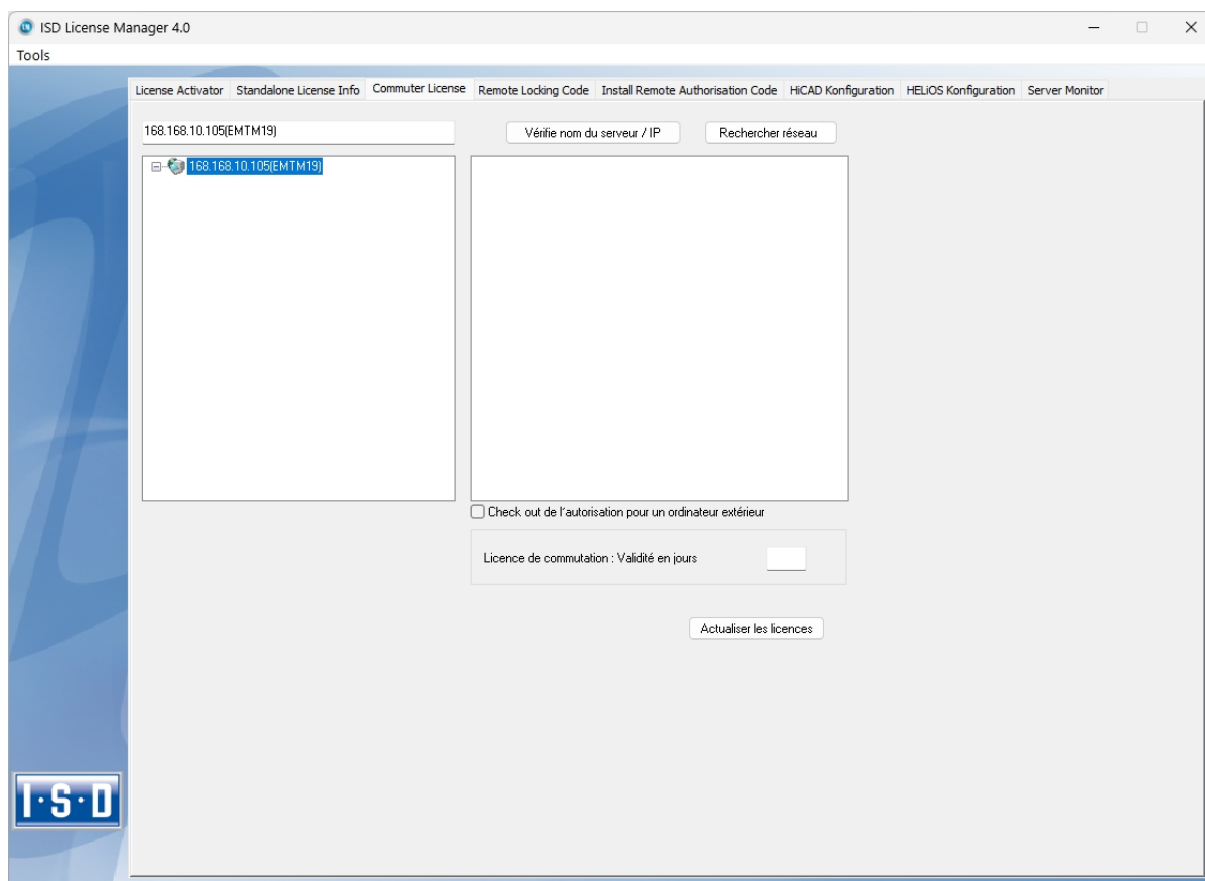 ISD License Manager 4.0
Tools
License Activator Standalone License Info Commuter License Remote Locking Code Install Remote Authorisation Code HiCAD Konfiguration HELiOS Konfiguration Server Monitor
168.168.10.105(EMTM19) Vérifie nom du serveur / IP Rechercher réseau
168.168.10.105(EMTM19)
Check out de l'autorisation pour un ordinateur extérieur
Licence de commutation : Validité en jours
Actualiser les licences
I·S·D